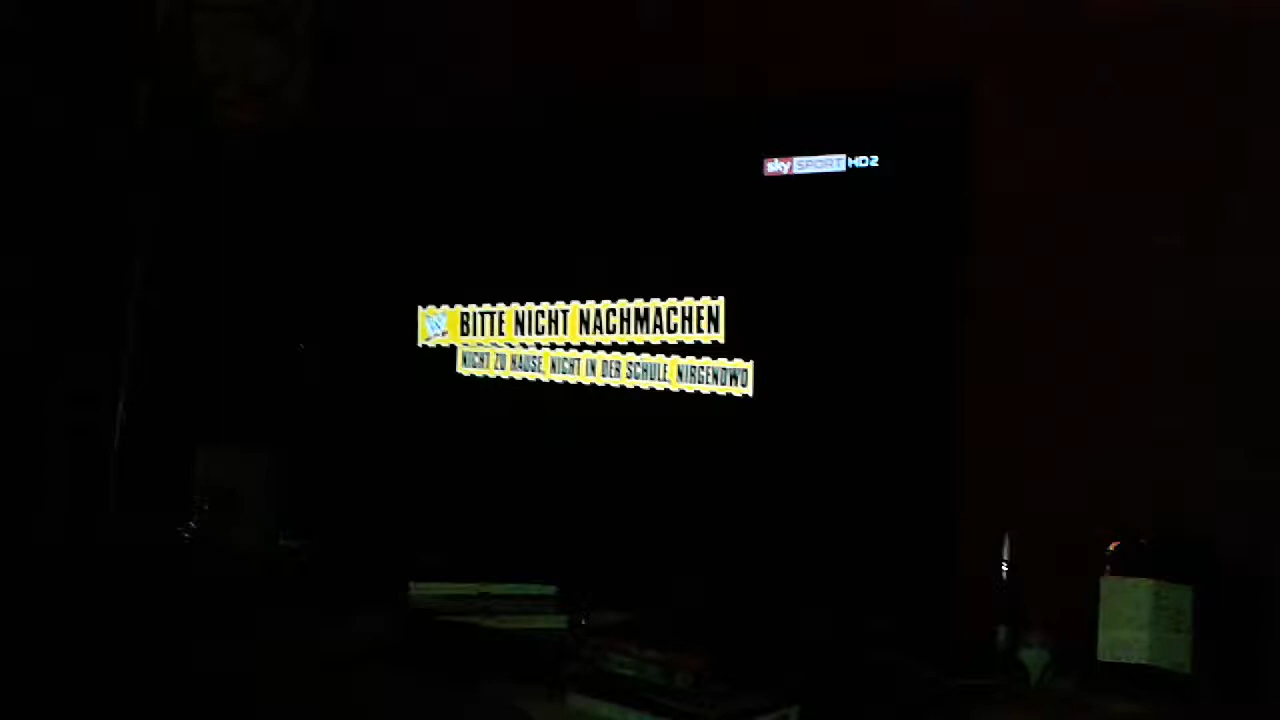 sky SPORT HD2
W BITTE NICHT NACHMACHEN
NICHT ZU HAUSE, NICHT IN DER SCHULE, NIRGENDWO